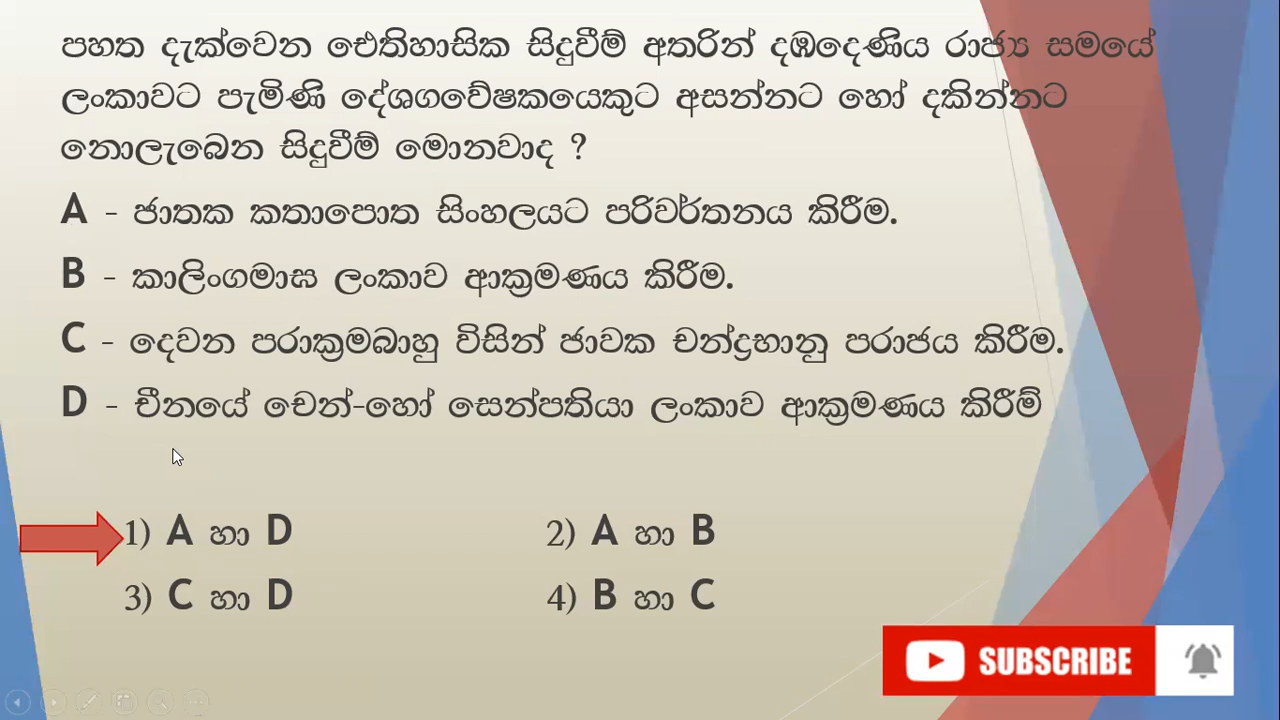 පහත දැක්වෙන ඓතිහාසික සිදුවීම් අතරින් දඹදෙණිය රාජ්‍ය සමයේ
ලංකාවට පැමිණි දේශගවේෂකයෙකුට අසන්නට හෝ දකින්නට
නොලැබෙන සිදුවීම් මොනවාද ?
A - ජාතක කතාපොත සිංහලයට පරිවර්තනය කිරීම.
B - කාලිංගමාඝ ලංකාව ආක්‍රමණය කිරීම.
C - දෙවන පරාක්‍රමබාහු විසින් ජාවක චන්ද්‍රභානු පරාජය කිරීම.
D - චීනයේ චෙන්-හෝ සෙන්පතියා ලංකාව ආක්‍රමණය කිරීම්
1) A හා D 2) A හා B
3) C හා D 4) B හා C
SUBSCRIBE